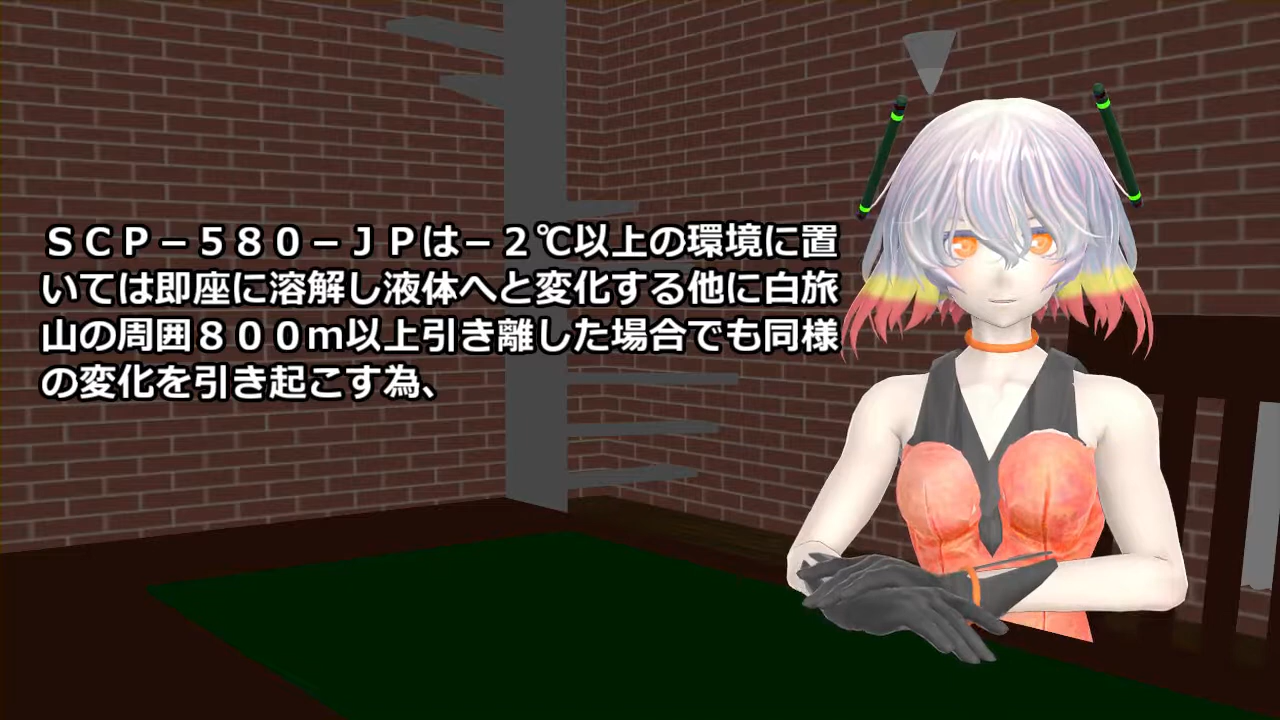 ＳＣＰ－５８０－ＪＰは－２℃以上の環境に置
いては即座に溶解し液体へと変化する他に白旅
山の周囲８００ｍ以上引き離した場合でも同様
の変化を引き起こす為、